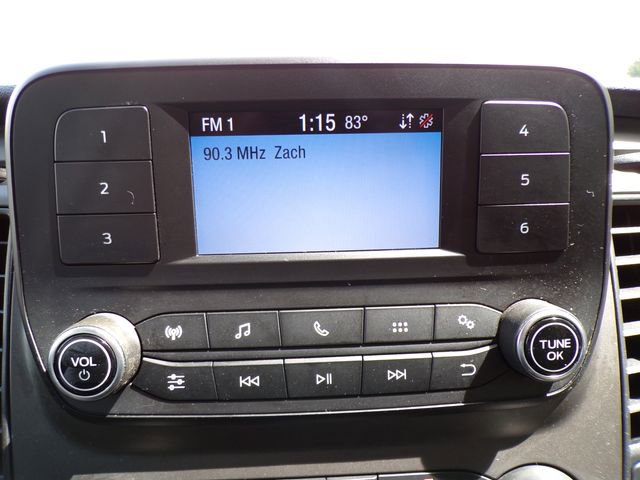 FM 1 1:15 83°
90.3 MHz Zach
1
2
3
4
5
6
VOL
TUNE
OK